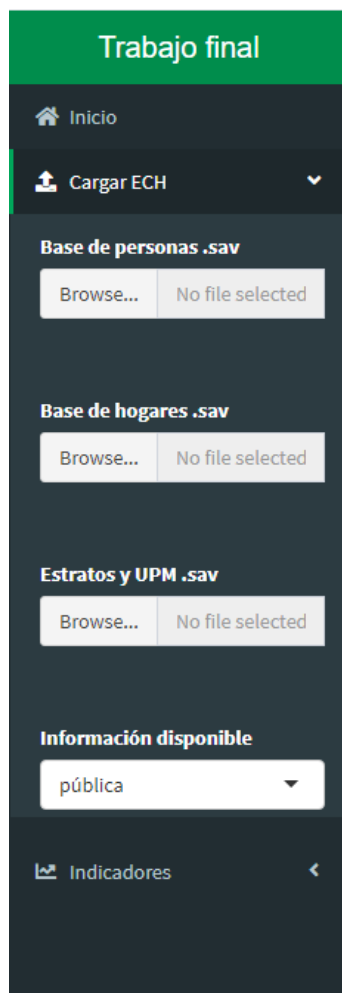 Trabajo final
Inicio
Cargar ECH
Base de personas .sav
Browse... No file selected
Base de hogares .sav
Browse... No file selected
Estratos y UPM .sav
Browse... No file selected
Información disponible
pública
Indicadores